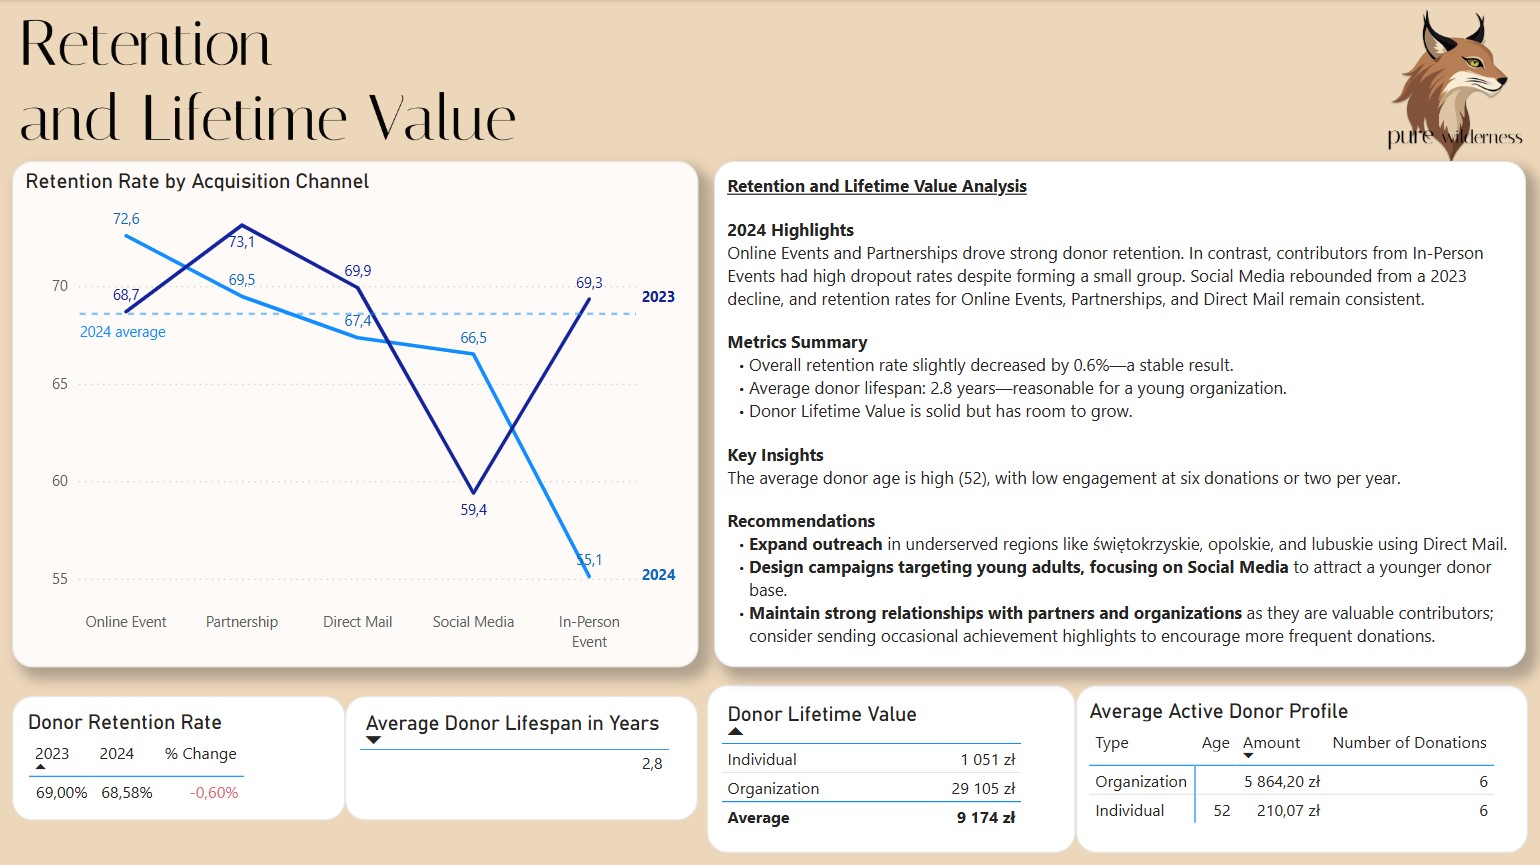 Retention
and Lifetime Value
pure wilderness
Retention Rate by Acquisition Channel
72,6
73,1
69,5
69,9
69,3
70
68,7
2023
67,4
2024 average
66,5
65
60
59,4
55,1
55
2024
Online Event
Partnership
Direct Mail
Social Media
In-Person
Event
Retention and Lifetime Value Analysis
2024 Highlights
Online Events and Partnerships drove strong donor retention. In contrast, contributors from In-Person
Events had high dropout rates despite forming a small group. Social Media rebounded from a 2023
decline, and retention rates for Online Events, Partnerships, and Direct Mail remain consistent.
Metrics Summary
• Overall retention rate slightly decreased by 0.6%—a stable result.
• Average donor lifespan: 2.8 years—reasonable for a young organization.
• Donor Lifetime Value is solid but has room to grow.
Key Insights
The average donor age is high (52), with low engagement at six donations or two per year.
Recommendations
• Expand outreach in underserved regions like świętokrzyskie, opolskie, and lubuskie using Direct Mail.
• Design campaigns targeting young adults, focusing on Social Media to attract a younger donor
base.
• Maintain strong relationships with partners and organizations as they are valuable contributors;
consider sending occasional achievement highlights to encourage more frequent donations.
Donor Retention Rate
2023 2024 % Change
69,00% 68,58% -0,60%
Average Donor Lifespan in Years
2,8
Donor Lifetime Value
Individual 1 051 zł
Organization 29 105 zł
Average 9 174 zł
Average Active Donor Profile
Type Age Amount Number of Donations
Organization 5 864,20 zł 6
Individual 52 210,07 zł 6